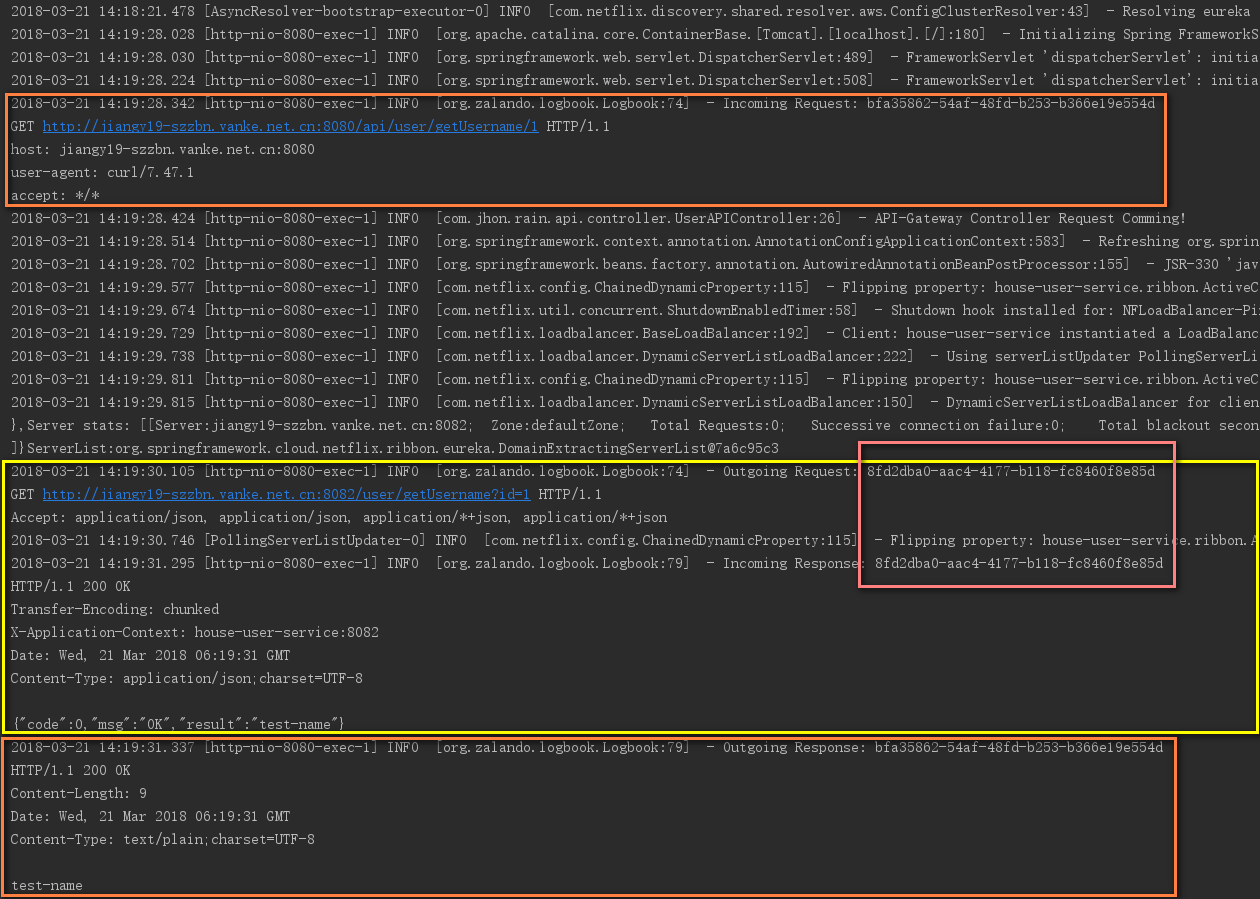 2018-03-21 14:18:21.478 [AsyncResolver-bootstrap-executor-0] INFO  [com.netflix.discovery.shared.resolver.aws.ConfigClusterResolver:43]  - Resolving eureka
2018-03-21 14:19:28.028 [http-nio-8080-exec-1] INFO  [org.apache.catalina.core.ContainerBase.[Tomcat].[localhost].[/]:180]  - Initializing Spring FrameworkS
2018-03-21 14:19:28.030 [http-nio-8080-exec-1] INFO  [org.springframework.web.servlet.DispatcherServlet:489]  - FrameworkServlet 'dispatcherServlet': initia
2018-03-21 14:19:28.224 [http-nio-8080-exec-1] INFO  [org.springframework.web.servlet.DispatcherServlet:508]  - FrameworkServlet 'dispatcherServlet': initia
2018-03-21 14:19:28.342 [http-nio-8080-exec-1] INFO  [org.zalando.logbook.Logbook:74]  - Incoming Request: bfa35862-54af-48fd-b253-b366e19e554d
GET http://jiangy19-szzbn.vanke.net.cn:8080/api/user/getUsername/1 HTTP/1.1
host: jiangy19-szzbn.vanke.net.cn:8080
user-agent: curl/7.47.1
accept: */*
2018-03-21 14:19:28.424 [http-nio-8080-exec-1] INFO  [com.jhon.rain.api.controller.UserAPIController:26]  - API-Gateway Controller Request Comming!
2018-03-21 14:19:28.514 [http-nio-8080-exec-1] INFO  [org.springframework.context.annotation.AnnotationConfigApplicationContext:583]  - Refreshing org.sprin
2018-03-21 14:19:28.702 [http-nio-8080-exec-1] INFO  [org.springframework.beans.factory.annotation.AutowiredAnnotationBeanPostProcessor:155]  - JSR-330 'jav
2018-03-21 14:19:29.577 [http-nio-8080-exec-1] INFO  [com.netflix.config.ChainedDynamicProperty:115]  - Flipping property: house-user-service.ribbon.ActiveC
2018-03-21 14:19:29.674 [http-nio-8080-exec-1] INFO  [com.netflix.util.concurrent.ShutdownEnabledTimer:58]  - Shutdown hook installed for: NFLoadBalancer-Pi
2018-03-21 14:19:29.729 [http-nio-8080-exec-1] INFO  [com.netflix.loadbalancer.BaseLoadBalancer:192]  - Client: house-user-service instantiated a LoadBalanc
2018-03-21 14:19:29.738 [http-nio-8080-exec-1] INFO  [com.netflix.loadbalancer.DynamicServerListLoadBalancer:222]  - Using serverListUpdater PollingServerLi
2018-03-21 14:19:29.811 [http-nio-8080-exec-1] INFO  [com.netflix.config.ChainedDynamicProperty:115]  - Flipping property: house-user-service.ribbon.ActiveC
2018-03-21 14:19:29.815 [http-nio-8080-exec-1] INFO  [com.netflix.loadbalancer.DynamicServerListLoadBalancer:150]  - DynamicServerListLoadBalancer for clien
},Server stats: [[Server:jiangy19-szzbn.vanke.net.cn:8082;  Zone:defaultZone;   Total Requests:0;   Successive connection failure:0;    Total blackout secon
]}ServerList:org.springframework.cloud.netflix.ribbon.eureka.DomainExtractingServerList@7a6c95c3
2018-03-21 14:19:30.105 [http-nio-8080-exec-1] INFO  [org.zalando.logbook.Logbook:74]  - Outgoing Request: 8fd2dba0-aac4-4177-b118-fc8460f8e85d
GET http://jiangy19-szzbn.vanke.net.cn:8082/user/getUsername?id=1 HTTP/1.1
Accept: application/json, application/json, application/*+json, application/*+json
2018-03-21 14:19:30.746 [PollingServerListUpdater-0] INFO  [com.netflix.config.ChainedDynamicProperty:115]  - Flipping property: house-user-service.ribbon.A
2018-03-21 14:19:31.295 [http-nio-8080-exec-1] INFO  [org.zalando.logbook.Logbook:79]  - Incoming Response: 8fd2dba0-aac4-4177-b118-fc8460f8e85d
HTTP/1.1 200 OK
Transfer-Encoding: chunked
X-Application-Context: house-user-service:8082
Date: Wed, 21 Mar 2018 06:19:31 GMT
Content-Type: application/json;charset=UTF-8
{"code":0,"msg":"OK","result":"test-name"}
2018-03-21 14:19:31.337 [http-nio-8080-exec-1] INFO  [org.zalando.logbook.Logbook:79]  - Outgoing Response: bfa35862-54af-48fd-b253-b366e19e554d
HTTP/1.1 200 OK
Content-Length: 9
Date: Wed, 21 Mar 2018 06:19:31 GMT
Content-Type: text/plain;charset=UTF-8
test-name